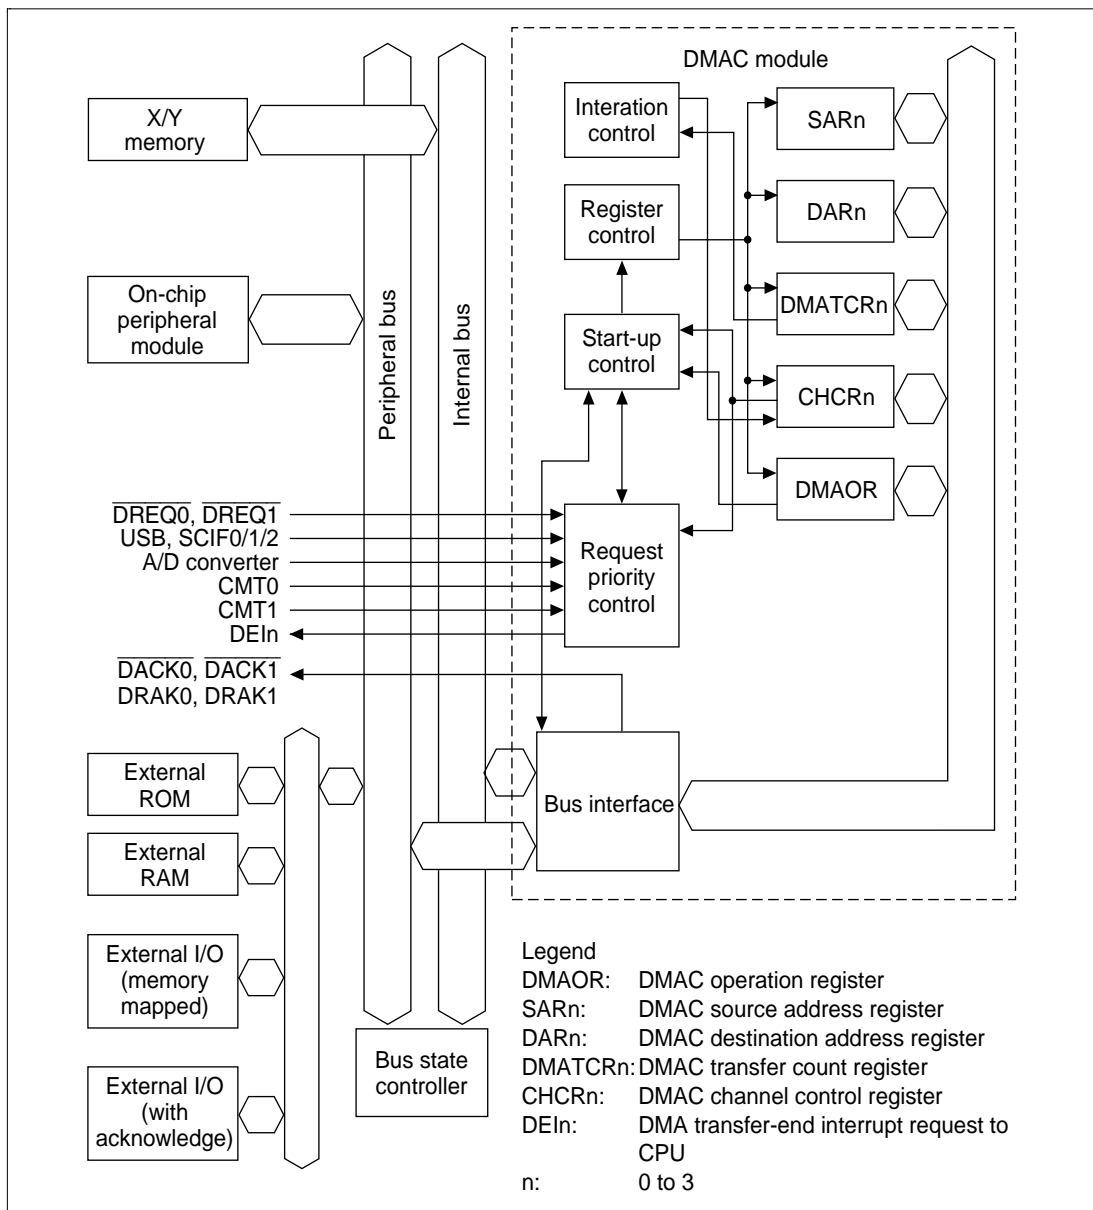 DMAC module
X/Y
memory
Interation
control
SARn
Register
control
DARn
On-chip
peripheral
module
Peripheral bus
Internal bus
Start-up
control
DMATCRn
CHCRn
DMAOR
DREQ0, DREQ1
USB, SCIF0/1/2
A/D converter
CMT0
CMT1
DEIn
Request
priority
control
DACK0, DACK1
DRAK0, DRAK1
External
ROM
Bus interface
External
RAM
External I/O
(memory
mapped)
External I/O
(with
acknowledge)
Bus state
controller
Legend
DMAOR: DMAC operation register
SARn: DMAC source address register
DARn: DMAC destination address register
DMATCRn: DMAC transfer count register
CHCRn: DMAC channel control register
DEIn: DMA transfer-end interrupt request to
CPU
n: 0 to 3